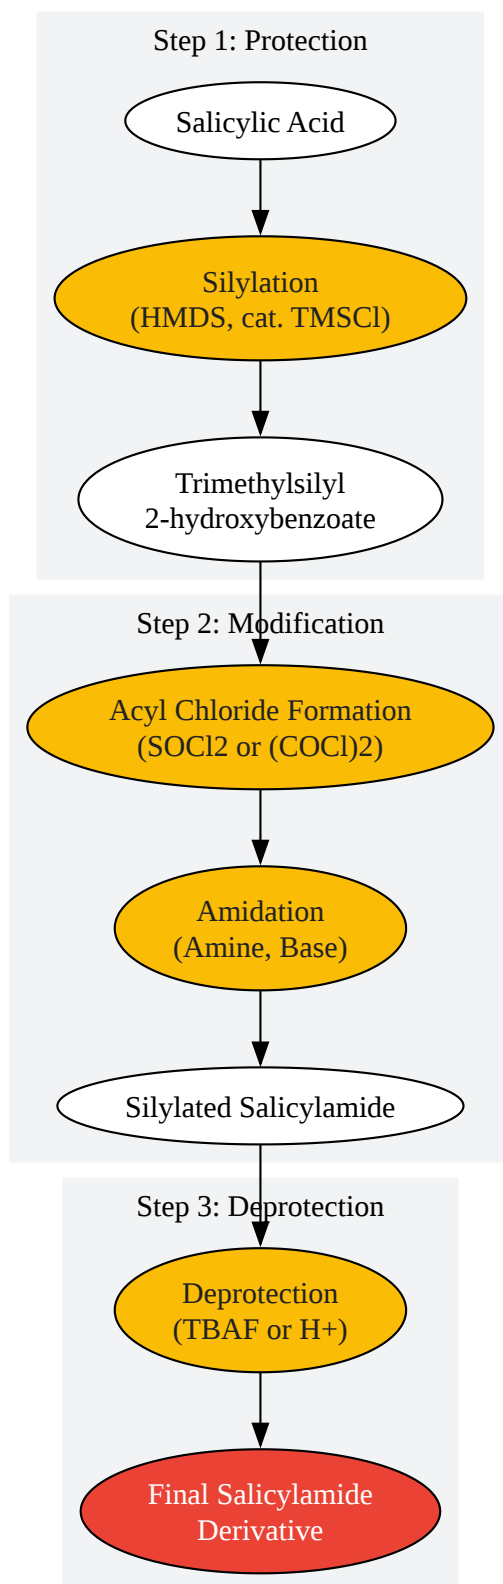 Step 1: Protection
Salicylic Acid
Silylation
(HMDS, cat. TMSCl)
Trimethylsilyl
2-hydroxybenzoate
Step 2: Modification
Acyl Chloride Formation
(SOCl2 or (COCl)2)
Amidation
(Amine, Base)
Silylated Salicylamide
Step 3: Deprotection
Deprotection
(TBAF or H+)
Final Salicylamide
Derivative